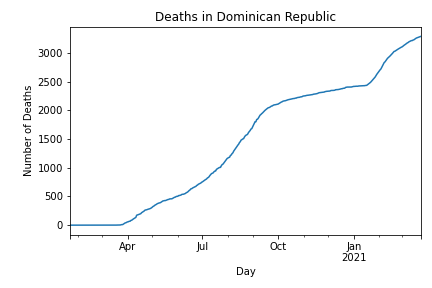 Deaths in Dominican Republic
Number of Deaths
3000
2500
2000
1500
1000
500
0
Apr
Jul
Oct
Jan
2021
Day